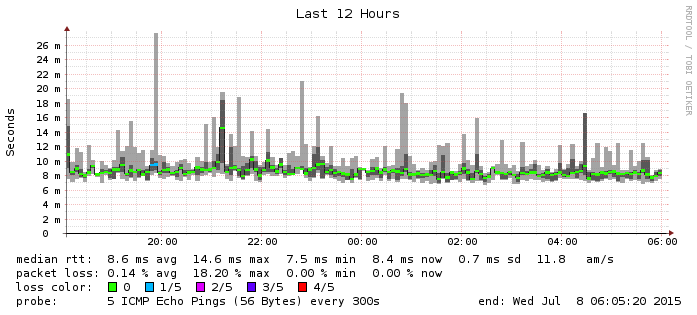 Last 12 Hours
RRDTOOL / TOBI OETIKER
Seconds
26 m
24 m
22 m
20 m
18 m
16 m
14 m
12 m
10 m
8 m
6 m
4 m
2 m
0
20:00 22:00 00:00 02:00 04:00 06:00
median rtt: 8.6 ms avg 14.6 ms max 7.5 ms min 8.4 ms now 0.7 ms sd 11.8 am/s
packet loss: 0.14 % avg 18.20 % max 0.00 % min 0.00 % now
loss color: 0 1/5 2/5 3/5 4/5
probe: 5 ICMP Echo Pings (56 Bytes) every 300s end: Wed Jul 8 06:05:20 2015